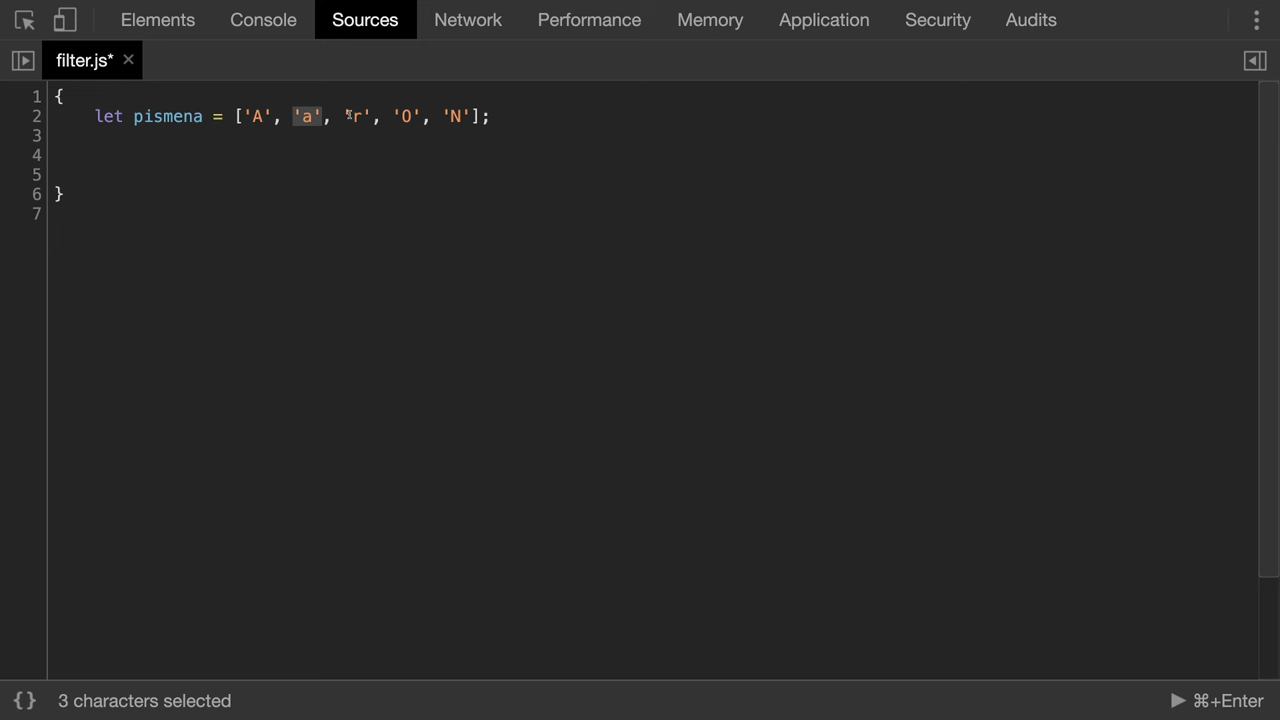 Elements Console Sources Network Performance Memory Application Security Audits
filter.js*
1 {
2 let pismena = ['A', 'a', 'r', 'O', 'N'];
3
4
5
6 }
7
{} 3 characters selected ⌘+Enter